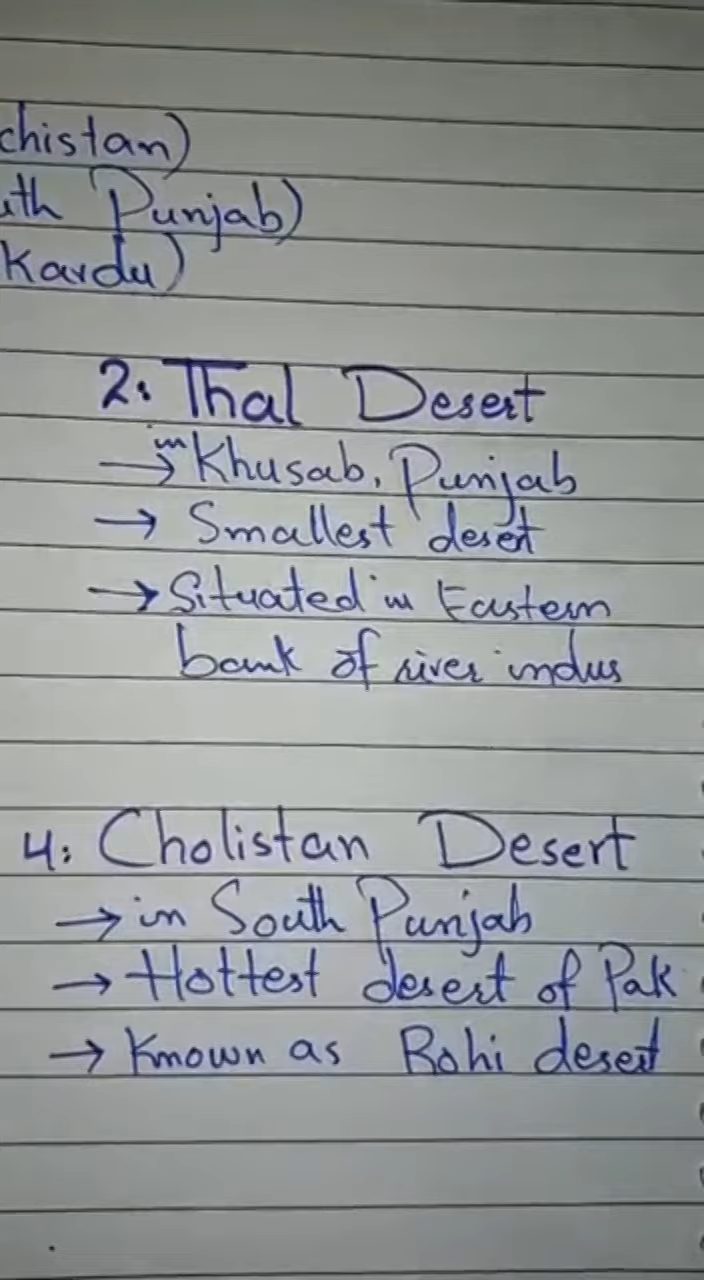 chistan)
uth Punjab)
Kardu)
2: Thal Desert
→ in Khusab, Punjab
→ Smallest desert
→ Situated in Eastern
bank of river indus
4: Cholistan Desert
→ in South Punjab
→ Hottest desert of Pak
→ Known as Rohi desert